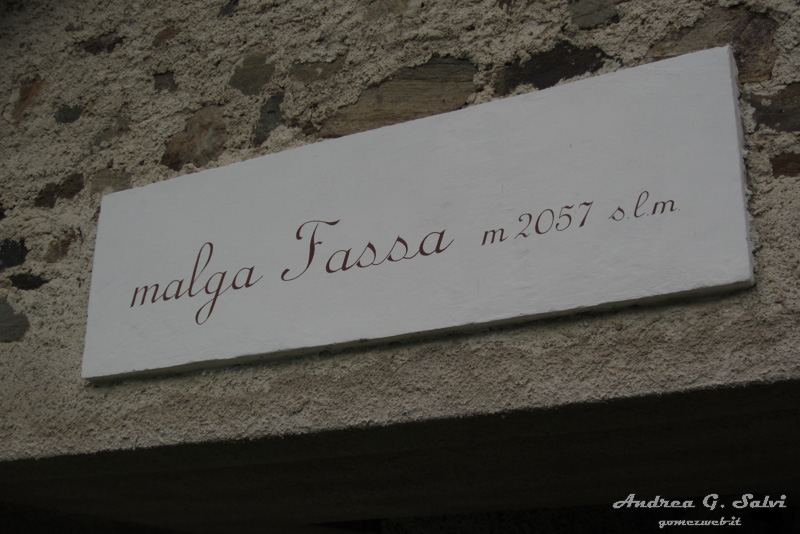 malga Fassa m 2057 s.l.m.
Andrea G. Salvi
gomezweb.it